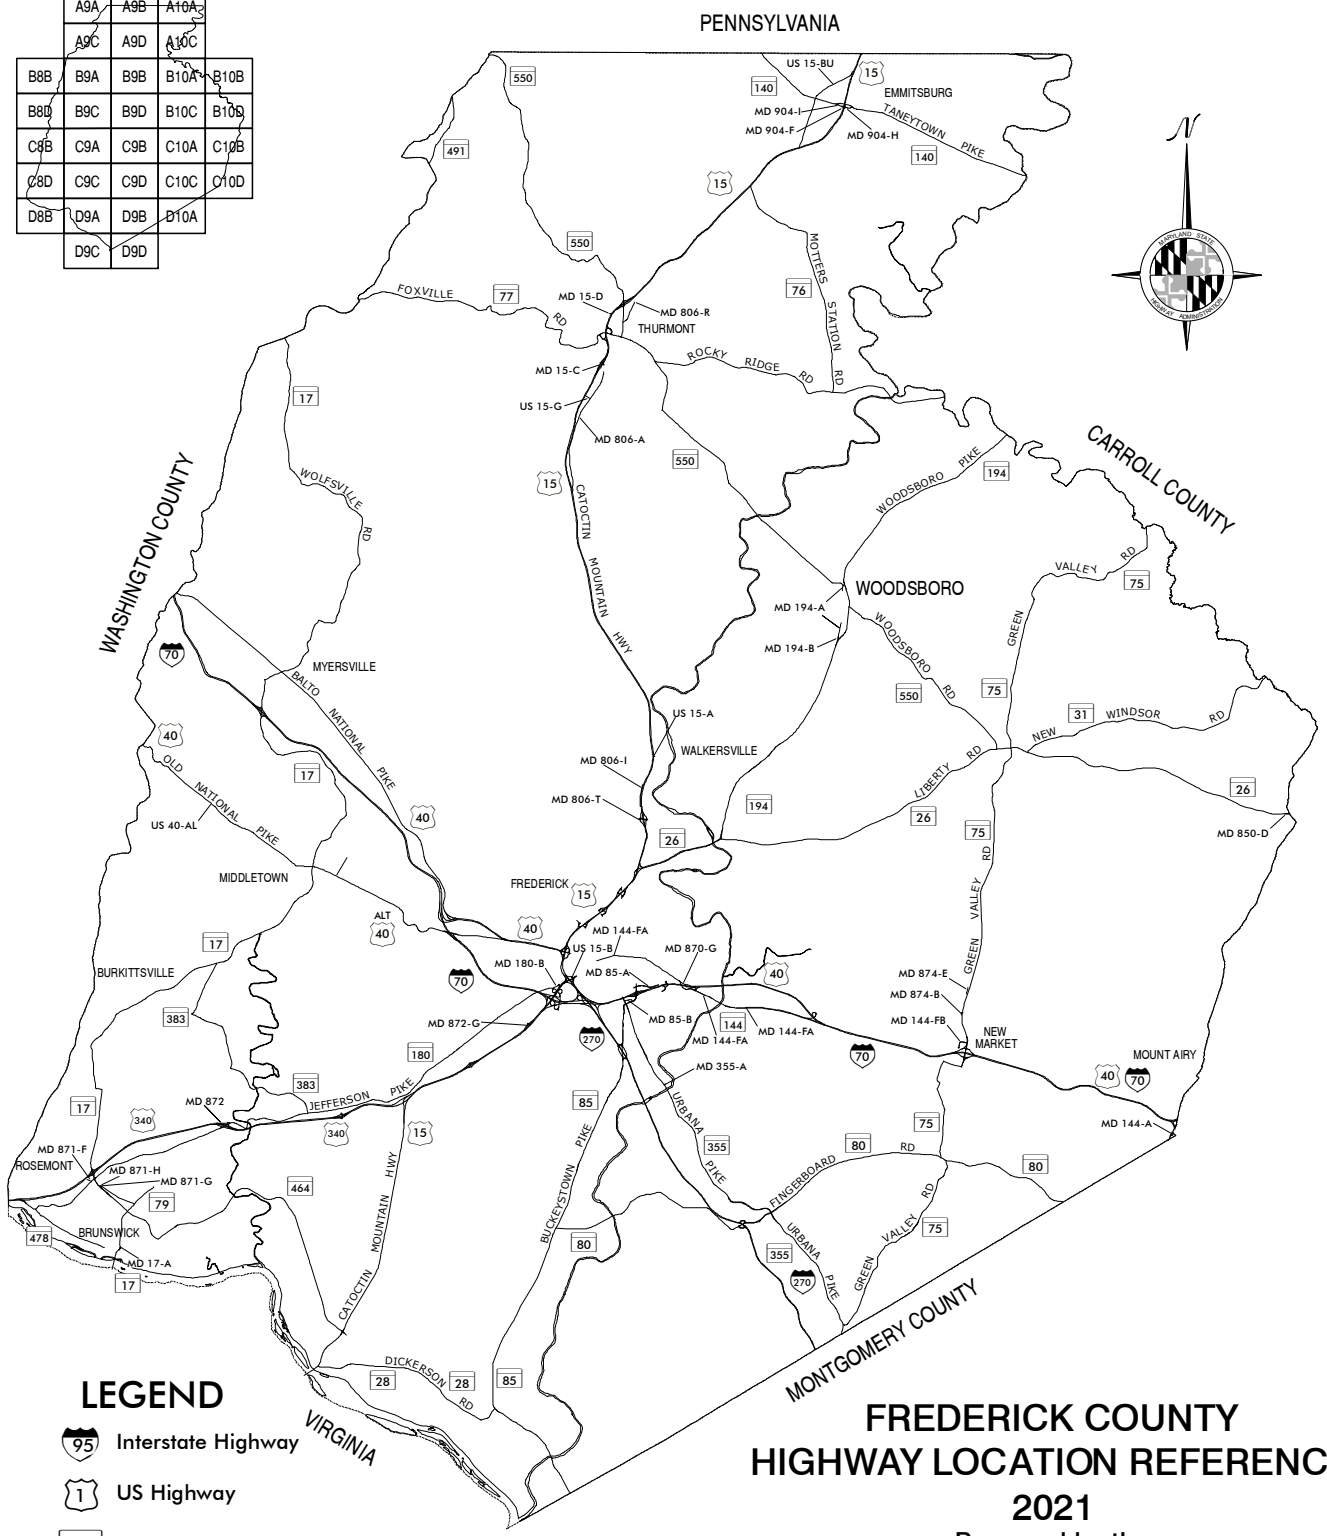 A9A A9B A10A
A9C A9D A10C
B8B B9A B9B B10A B10B
B8D B9C B9D B10C B10D
C8B C9A C9B C10A C10B
C8D C9C C9D C10C C10D
D8B D9A D9B D10A
D9C D9D
PENNSYLVANIA
550
US 15-BU
15
140
EMMITSBURG
MD 904-I
MD 904-F
MD 904-H
TANEYTOWN PIKE
140
491
15
N
MARYLAND STATE
HIGHWAY ADMINISTRATION
550
MOTTERS STATION RD
76
FOXVILLE RD
77
MD 15-D
MD 806-R
THURMONT
MD 15-C
ROCKY RIDGE RD
17
US 15-G
MD 806-A
550
15
WOLFSVILLE RD
CATOCTIN MOUNTAIN HWY
WOODSBORO PIKE
194
CARROLL COUNTY
WASHINGTON COUNTY
VALLEY RD
75
WOODSBORO
MD 194-A
MD 194-B
GREEN
WOODSBORO RD
550
75
70
MYERSVILLE
BALTO NATIONAL PIKE
31
NEW WINDSOR RD
US 15-A
WALKERSVILLE
40
OLD NATIONAL PIKE
17
MD 806-I
MD 806-T
LIBERTY RD
26
26
194
40
US 40-AL
26
75
MD 850-D
GREEN VALLEY RD
MIDDLETOWN
FREDERICK
15
ALT
40
40
MD 144-FA
US 15-B
MD 870-G
17
MD 180-B
MD 85-A
40
BURKITTSVILLE
70
MD 874-E
MD 874-B
383
MD 872-G
270
MD 85-B
144
MD 144-FA
MD 144-FA
MD 144-FB
NEW
MARKET
180
70
MOUNT AIRY
MD 355-A
40
70
383
JEFFERSON PIKE
17
MD 872
340
340
15
85
URBANA PIKE
355
75
MD 144-A
MD 871-F
ROSEMONT
MD 871-H
MD 871-G
80
FINGERBOARD RD
80
79
464
CATOCTIN MOUNTAIN HWY
BUCKEYSTOWN PIKE
478
BRUNSWICK
80
GREEN VALLEY RD
75
MD 17-A
17
355
URBANA PIKE
270
DICKERSON RD
28
28
85
MONTGOMERY COUNTY
VIRGINIA
LEGEND
95 Interstate Highway
1 US Highway
FREDERICK COUNTY
HIGHWAY LOCATION REFERENC
2021